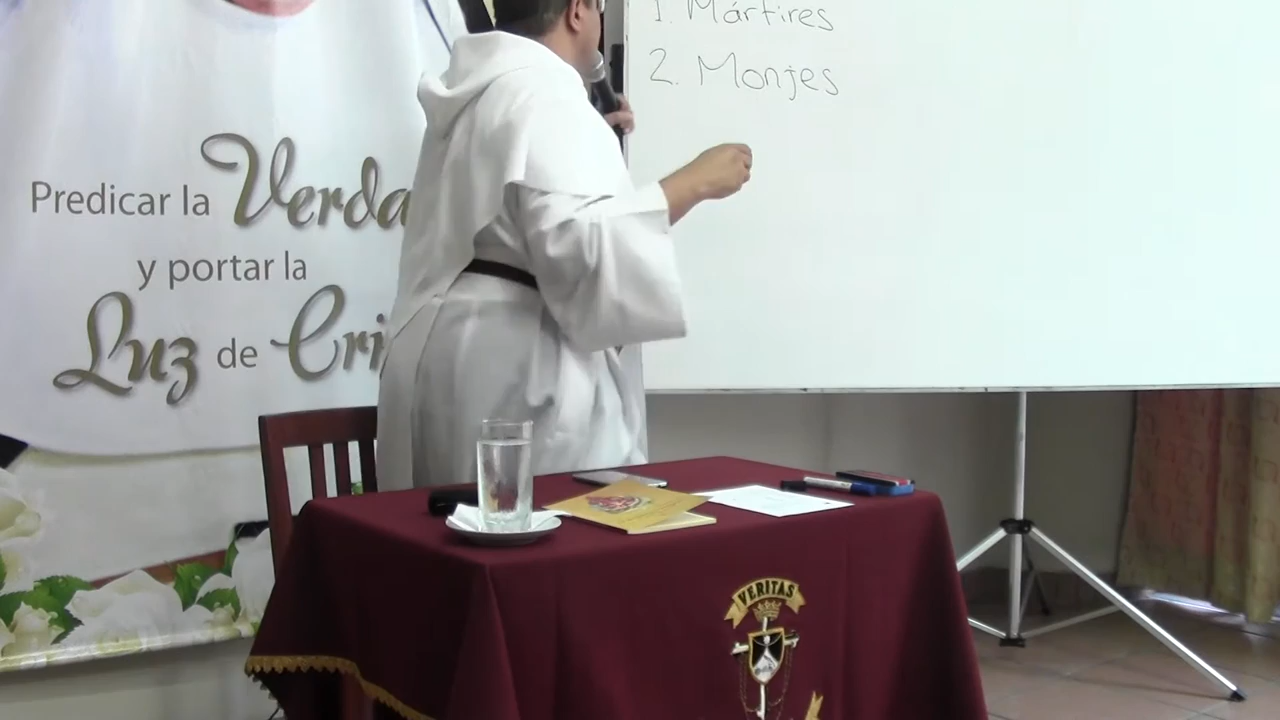 1. Mártires
2. Monjes
Predicar la Verda
y portar la
Luz de Cri
VERITAS